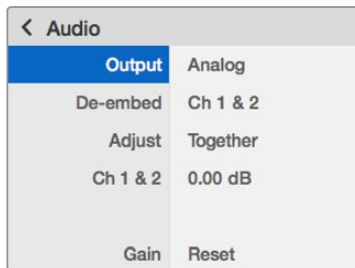 < Audio
Output Analog
De-embed Ch 1 & 2
Adjust Together
Ch 1 & 2 0.00 dB
Gain Reset